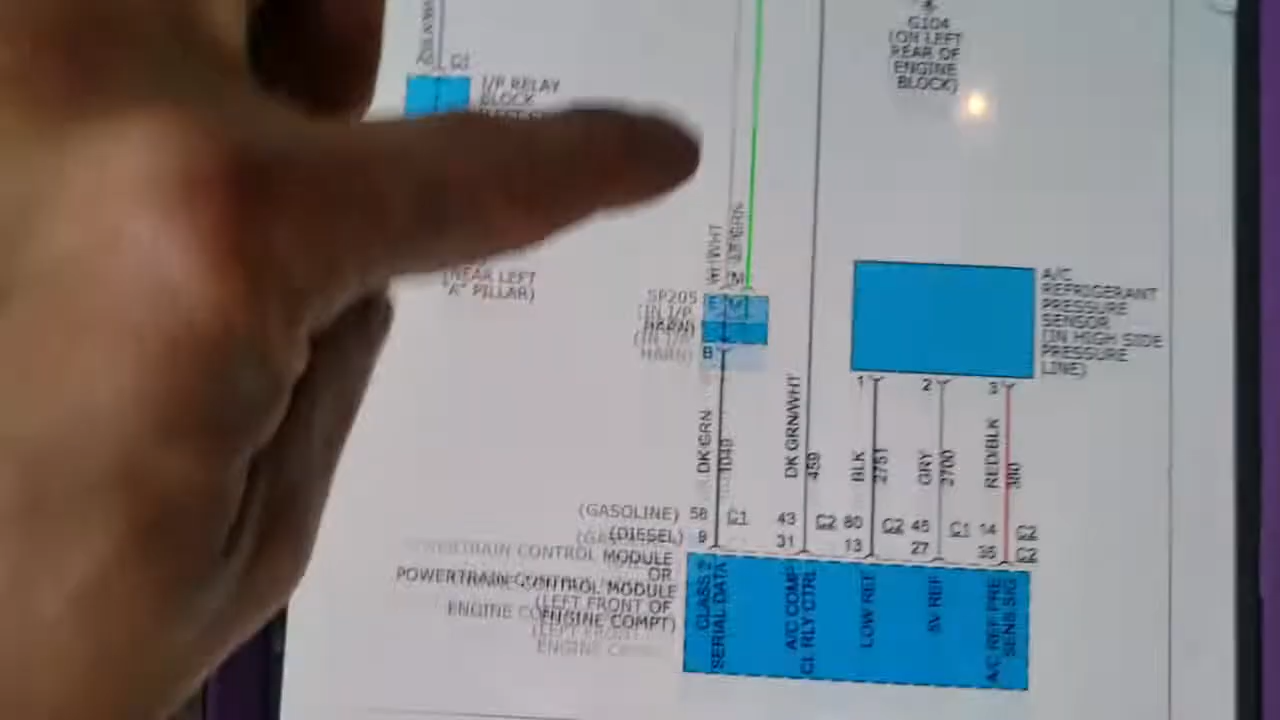 G104
(ON LEFT
REAR OF
ENGINE
BLOCK)
C1
I/P RELAY
BLOCK
(NEAR LEFT
"A" PILLAR)
SP205
(IN I/P
HARN)
M
B
A/C
REFRIGERANT
PRESSURE
SENSOR
(IN HIGH SIDE
PRESSURE
LINE)
1
2
3
DK GRN
1049
DK GRN/WHT
459
BLK
2751
GRY
2700
RED/BLK
380
(GASOLINE) 58 C1 43 C2 80 C2 45 C1 14 C2
(DIESEL) 9 31 13 27 35 C2
POWERTRAIN CONTROL MODULE
OR
POWERTRAIN CONTROL MODULE
(LEFT FRONT OF
ENGINE COMPT)
CLASS 2
SERIAL DATA
A/C COMP
CL RLY CTRL
LOW REF
5V REF
A/C REF PRE
SENS SIG